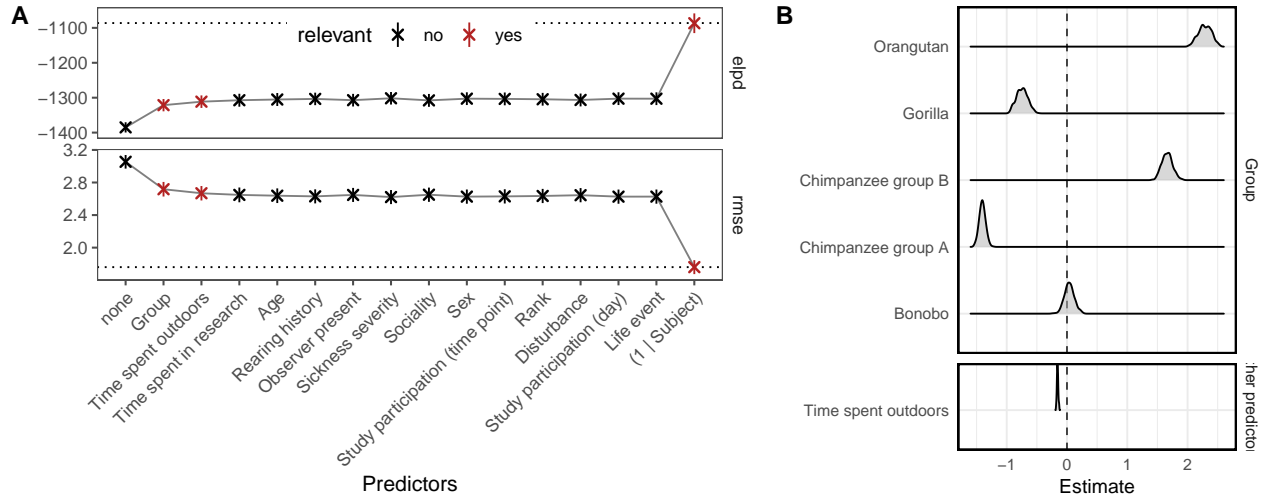 A
relevant no yes
−1100
−1200
−1300
−1400
elpd
3.2
2.8
2.4
2.0
rmse
none
Group
Time spent outdoors
Time spent in research
Age
Rearing history
Observer present
Sickness severity
Sociality
Sex
Study participation (time point)
Rank
Disturbance
Study participation (day)
Life event
(1 | Subject)
Predictors
B
Orangutan
Gorilla
Chimpanzee group B
Chimpanzee group A
Bonobo
Group
Time spent outdoors
her predicto
−1 0 1 2
Estimate